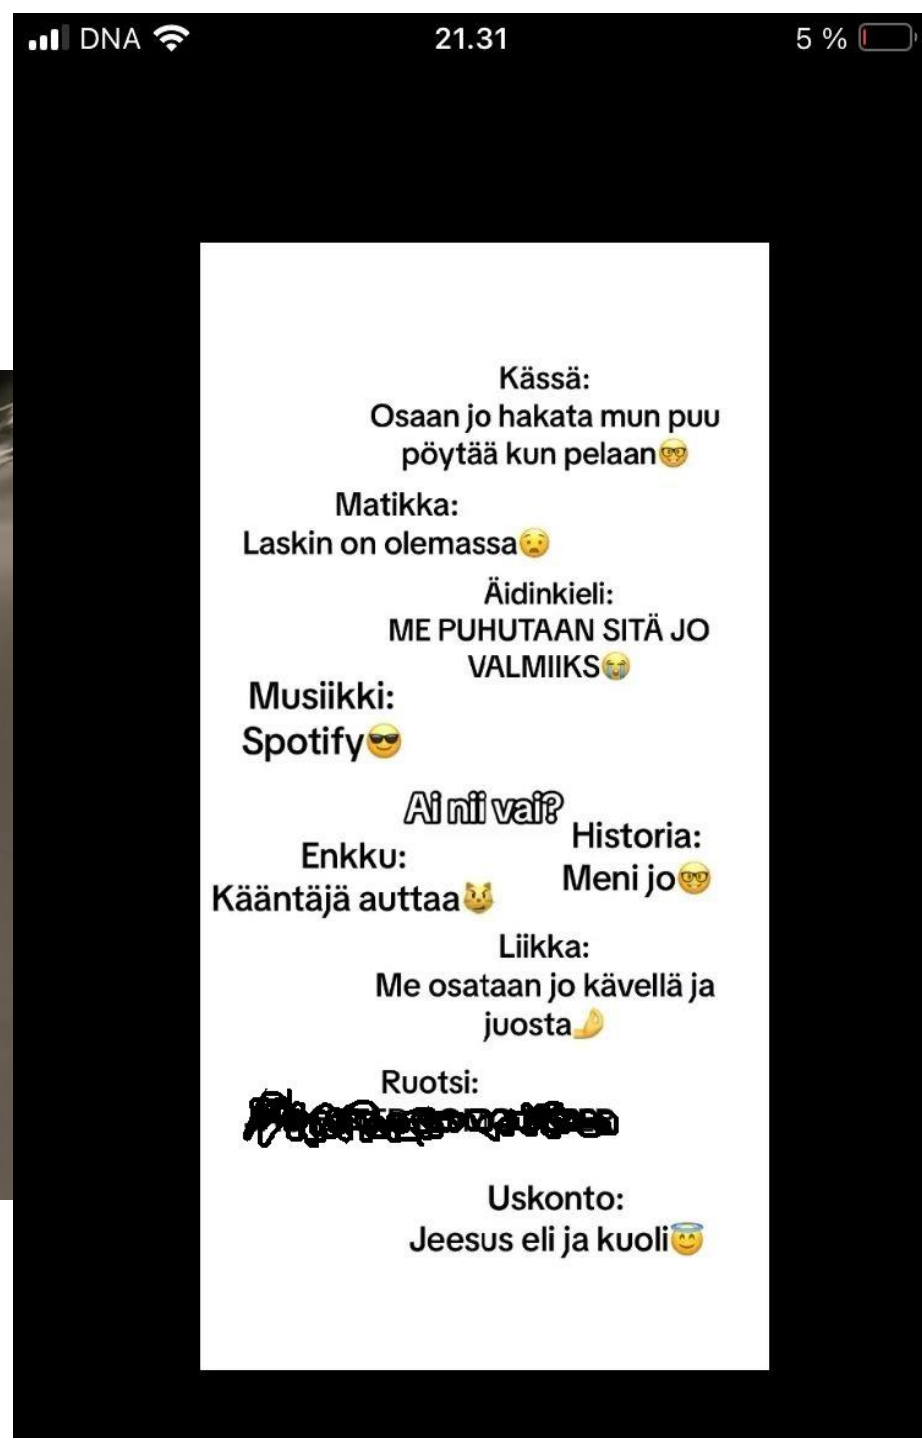 DNA 21.31 5 %
Kässä:
Osaan jo hakata mun puu
pöytää kun pelaan🤓
Matikka:
Laskin on olemassa😧
Äidinkieli:
ME PUHUTAAN SITÄ JO
VALMIIKS😭
Musiikki:
Spotify😎
Ai nii vai?
Historia:
Meni jo🤓
Enkku:
Kääntäjä auttaa😼
Liikka:
Me osataan jo kävellä ja
juosta🤌
Ruotsi:
Uskonto:
Jeesus eli ja kuoli😇